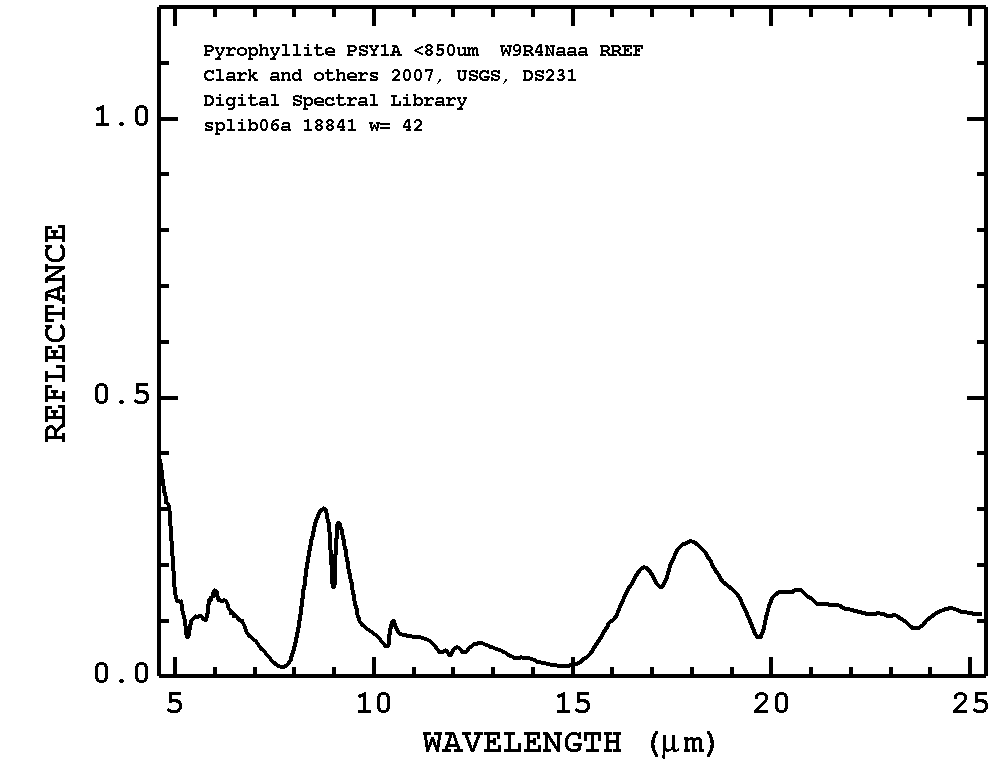 Pyrophyllite PSY1A <850um W9R4Naaa RREF
Clark and others 2007, USGS, DS231
Digital Spectral Library
splib06a 18841 w= 42
1.0
0.5
0.0
REFLECTANCE
5 10 15 20 25
WAVELENGTH (μm)